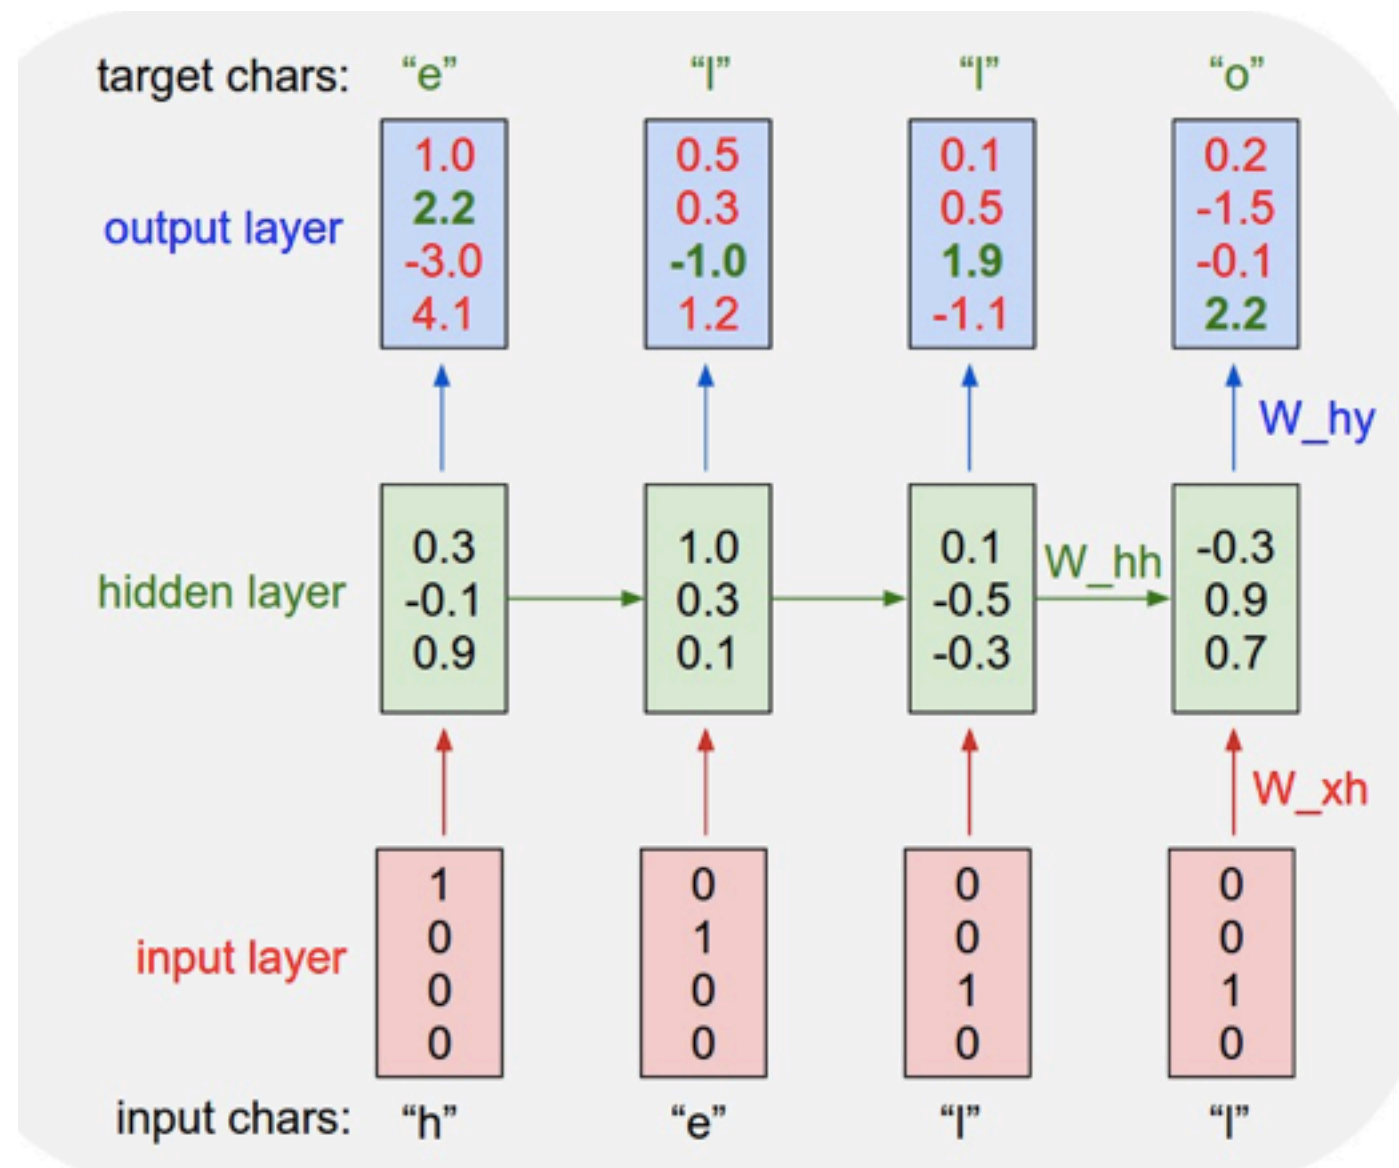 target chars: “e” “l” “l” “o”
1.0 0.5 0.1 0.2
2.2 0.3 0.5 -1.5
output layer
-3.0 -1.0 1.9 -0.1
4.1 1.2 -1.1 2.2
W_hy
0.3 1.0 0.1 -0.3
W_hh
hidden layer -0.1 0.3 -0.5 0.9
0.9 0.1 -0.3 0.7
W_xh
1 0 0 0
0 1 0 0
input layer
0 0 1 1
0 0 0 0
input chars: “h” “e” “l” “l”